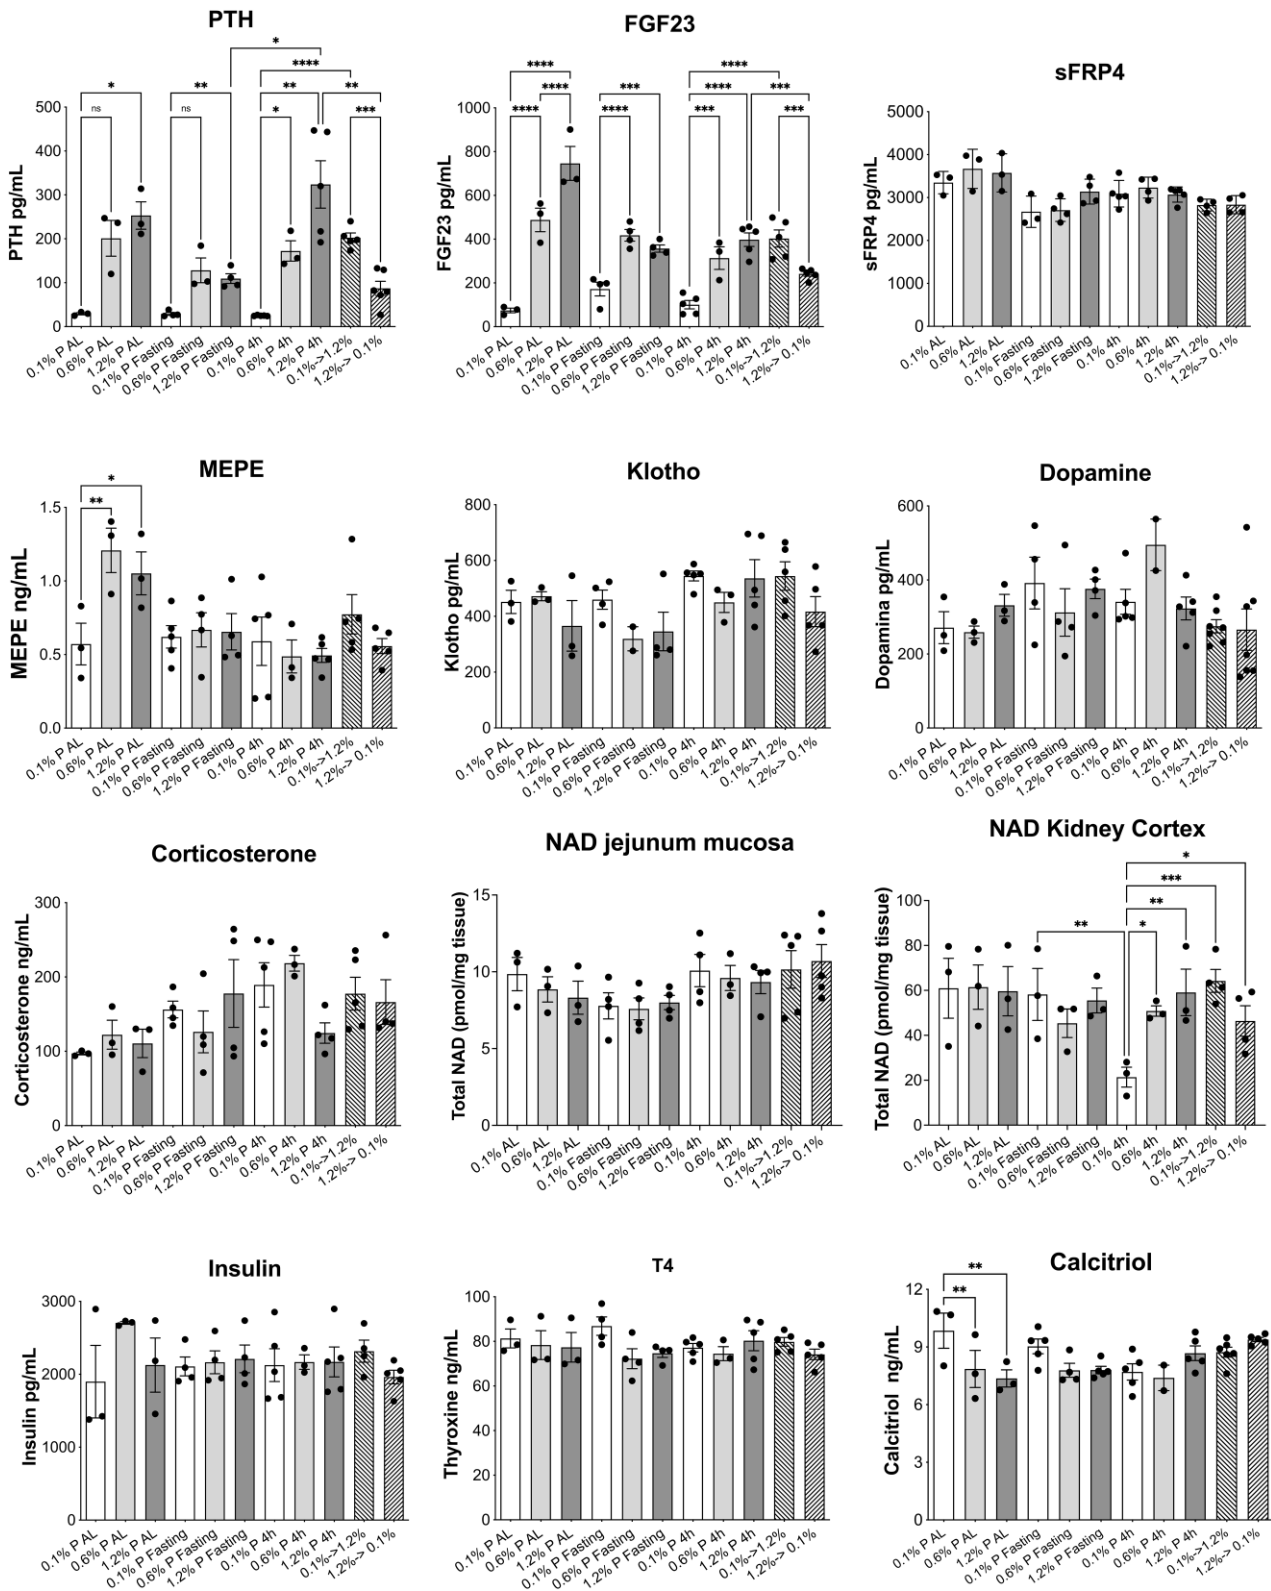 PTH
FGF23
sFRP4
*
****
** **
* ** ** ***
ns ns *
500
400
300
200
100
0
PTH pg/mL
0.1% P AL
0.6% P AL
1.2% P AL
0.1% P Fasting
0.6% P Fasting
1.2% P Fasting
0.1% P 4h
0.6% P 4h
1.2% P 4h
0.1%->1.2%
1.2%-> 0.1%
**** ****
**** *** **** ***
**** **** *** ***
1000
800
600
400
200
0
FGF23 pg/mL
0.1% P AL
0.6% P AL
1.2% P AL
0.1% P Fasting
0.6% P Fasting
1.2% P Fasting
0.1% P 4h
0.6% P 4h
1.2% P 4h
0.1%->1.2%
1.2%-> 0.1%
5000
4000
3000
2000
1000
0
sFRP4 pg/mL
0.1% AL
0.6% AL
1.2% AL
0.1% Fasting
0.6% Fasting
1.2% Fasting
0.1% 4h
0.6% 4h
1.2% 4h
0.1%->1.2%
1.2%-> 0.1%
MEPE
Klotho
Dopamine
*
**
1.5
1.0
0.5
0.0
MEPE ng/mL
0.1% P AL
0.6% P AL
1.2% P AL
0.1% P Fasting
0.6% P Fasting
1.2% P Fasting
0.1% P 4h
0.6% P 4h
1.2% P 4h
0.1%->1.2%
1.2%-> 0.1%
800
600
400
200
0
Klotho pg/mL
0.1% P AL
0.6% P AL
1.2% P AL
0.1% P Fasting
0.6% P Fasting
1.2% P Fasting
0.1% P 4h
0.6% P 4h
1.2% P 4h
0.1%->1.2%
1.2%-> 0.1%
600
400
200
0
Dopamina pg/mL
0.1% P AL
0.6% P AL
1.2% P AL
0.1% P Fasting
0.6% P Fasting
1.2% P Fasting
0.1% P 4h
0.6% P 4h
1.2% P 4h
0.1%->1.2%
1.2%-> 0.1%
Corticosterone
NAD jejunum mucosa
NAD Kidney Cortex
300
200
100
0
Corticosterone ng/mL
0.1% P AL
0.6% P AL
1.2% P AL
0.1% P Fasting
0.6% P Fasting
1.2% P Fasting
0.1% P 4h
0.6% P 4h
1.2% P 4h
0.1%->1.2%
1.2%-> 0.1%
15
10
5
0
Total NAD (pmol/mg tissue)
0.1% AL
0.6% AL
1.2% AL
0.1% Fasting
0.6% Fasting
1.2% Fasting
0.1% 4h
0.6% 4h
1.2% 4h
0.1%->1.2%
1.2%-> 0.1%
*
***
**
** *
100
80
60
40
20
0
Total NAD (pmol/mg tissue)
0.1% AL
0.6% AL
1.2% AL
0.1% Fasting
0.6% Fasting
1.2% Fasting
0.1% 4h
0.6% 4h
1.2% 4h
0.1%->1.2%
1.2%-> 0.1%
Insulin
T4
Calcitriol
3000
2000
1000
0
Insulin pg/mL
0.1% P AL
0.6% P AL
1.2% P AL
0.1% P Fasting
0.6% P Fasting
1.2% P Fasting
0.1% P 4h
0.6% P 4h
1.2% P 4h
0.1%->1.2%
1.2%-> 0.1%
100
80
60
40
20
0
Thyroxine ng/mL
0.1% P AL
0.6% P AL
1.2% P AL
0.1% P Fasting
0.6% P Fasting
1.2% P Fasting
0.1% P 4h
0.6% P 4h
1.2% P 4h
0.1%->1.2%
1.2%-> 0.1%
**
**
12
9
6
3
0
Calcitriol ng/mL
0.1% P AL
0.6% P AL
1.2% P AL
0.1% P Fasting
0.6% P Fasting
1.2% P Fasting
0.1% P 4h
0.6% P 4h
1.2% P 4h
0.1%->1.2%
1.2%-> 0.1%